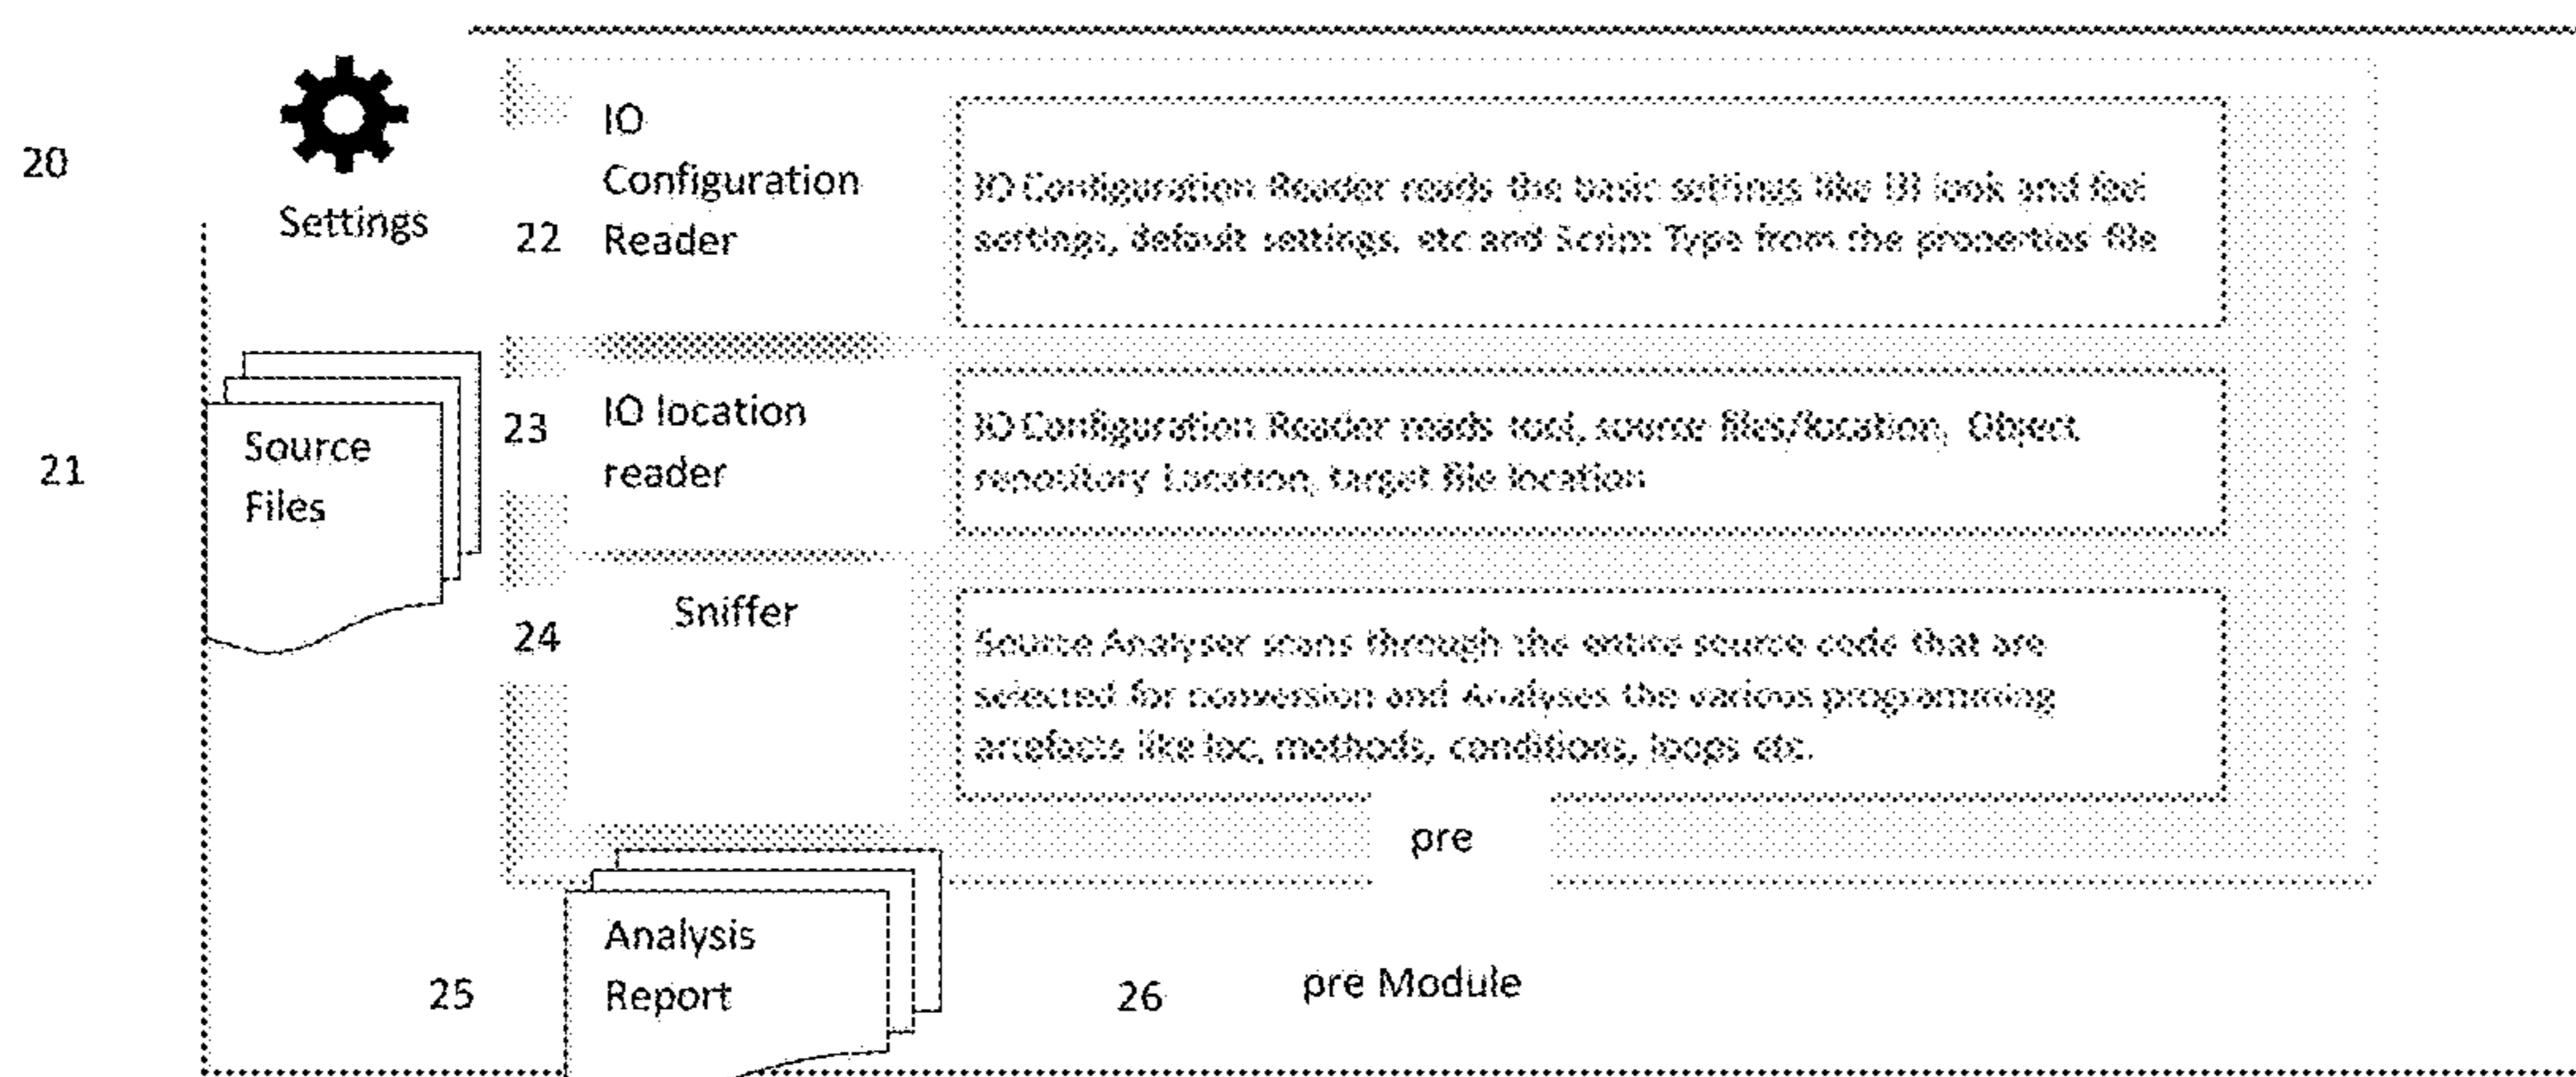 20
Settings
22
IO
Configuration
Reader
IO Configuration Reader reads the basic settings like UI look and feel
settings, default settings, etc and Script Type from the properties file
21
Source
Files
23
IO location
reader
IO Configuration Reader reads tool, source files/location, Object
repository Location, target file location
24
Sniffer
Source Analyser scans through the entire source code that are
selected for conversion and Analyses the various programming
artefacts like loc, methods, conditions, loops etc.
pre
25
Analysis
Report
26
pre Module